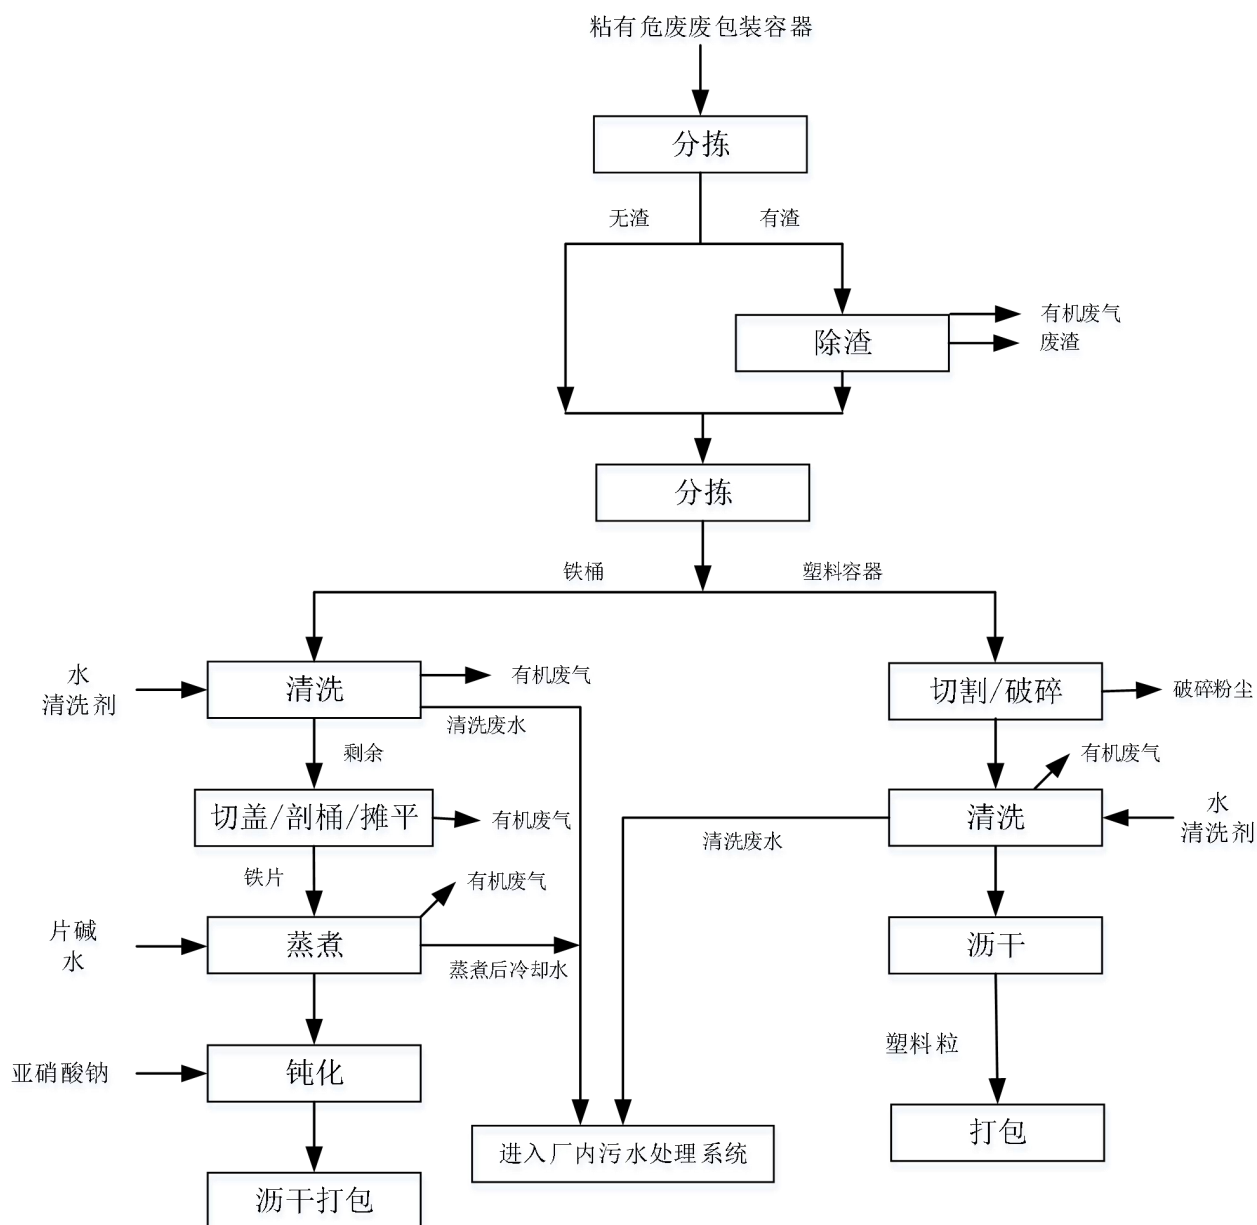 粘有危废废包装容器
分拣
无渣
有渣
有机废气
除渣
废渣
分拣
铁桶
塑料容器
水
清洗剂
清洗
有机废气
清洗废水
切割/破碎
破碎粉尘
剩余
有机废气
切盖/剖桶/摊平
有机废气
清洗废水
清洗
水
清洗剂
铁片
有机废气
片碱
水
蒸煮
蒸煮后冷却水
沥干
亚硝酸钠
钝化
塑料粒
进入厂内污水处理系统
打包
沥干打包